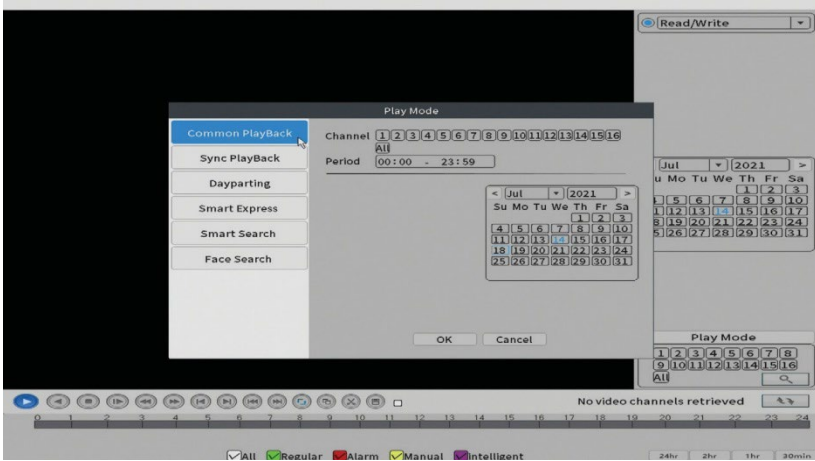 Read/Write
Play Mode
Common PlayBack
Sync PlayBack
Dayparting
Smart Express
Smart Search
Face Search
Channel 1 2 3 4 5 6 7 8 9 10 11 12 13 14 15 16
All
Period 00:00 - 23:59
< Jul 2021 >
Su Mo Tu We Th Fr Sa
1 2 3
4 5 6 7 8 9 10
11 12 13 14 15 16 17
18 19 20 21 22 23 24
25 26 27 28 29 30 31
OK Cancel
Jul 2021 >
u Mo Tu We Th Fr Sa
1 2 3
5 6 7 8 9 10
12 13 14 15 16 17
19 20 21 22 23 24
26 27 28 29 30 31
Play Mode
1 2 3 4 5 6 7 8
9 10 11 12 13 14 15 16
All
No video channels retrieved
0 1 2 3 4 5 6 7 8 9 10 11 12 13 14 15 16 17 18 19 20 21 22 23 24
All Regular Alarm Manual Intelligent
24hr 2hr 1hr 30min